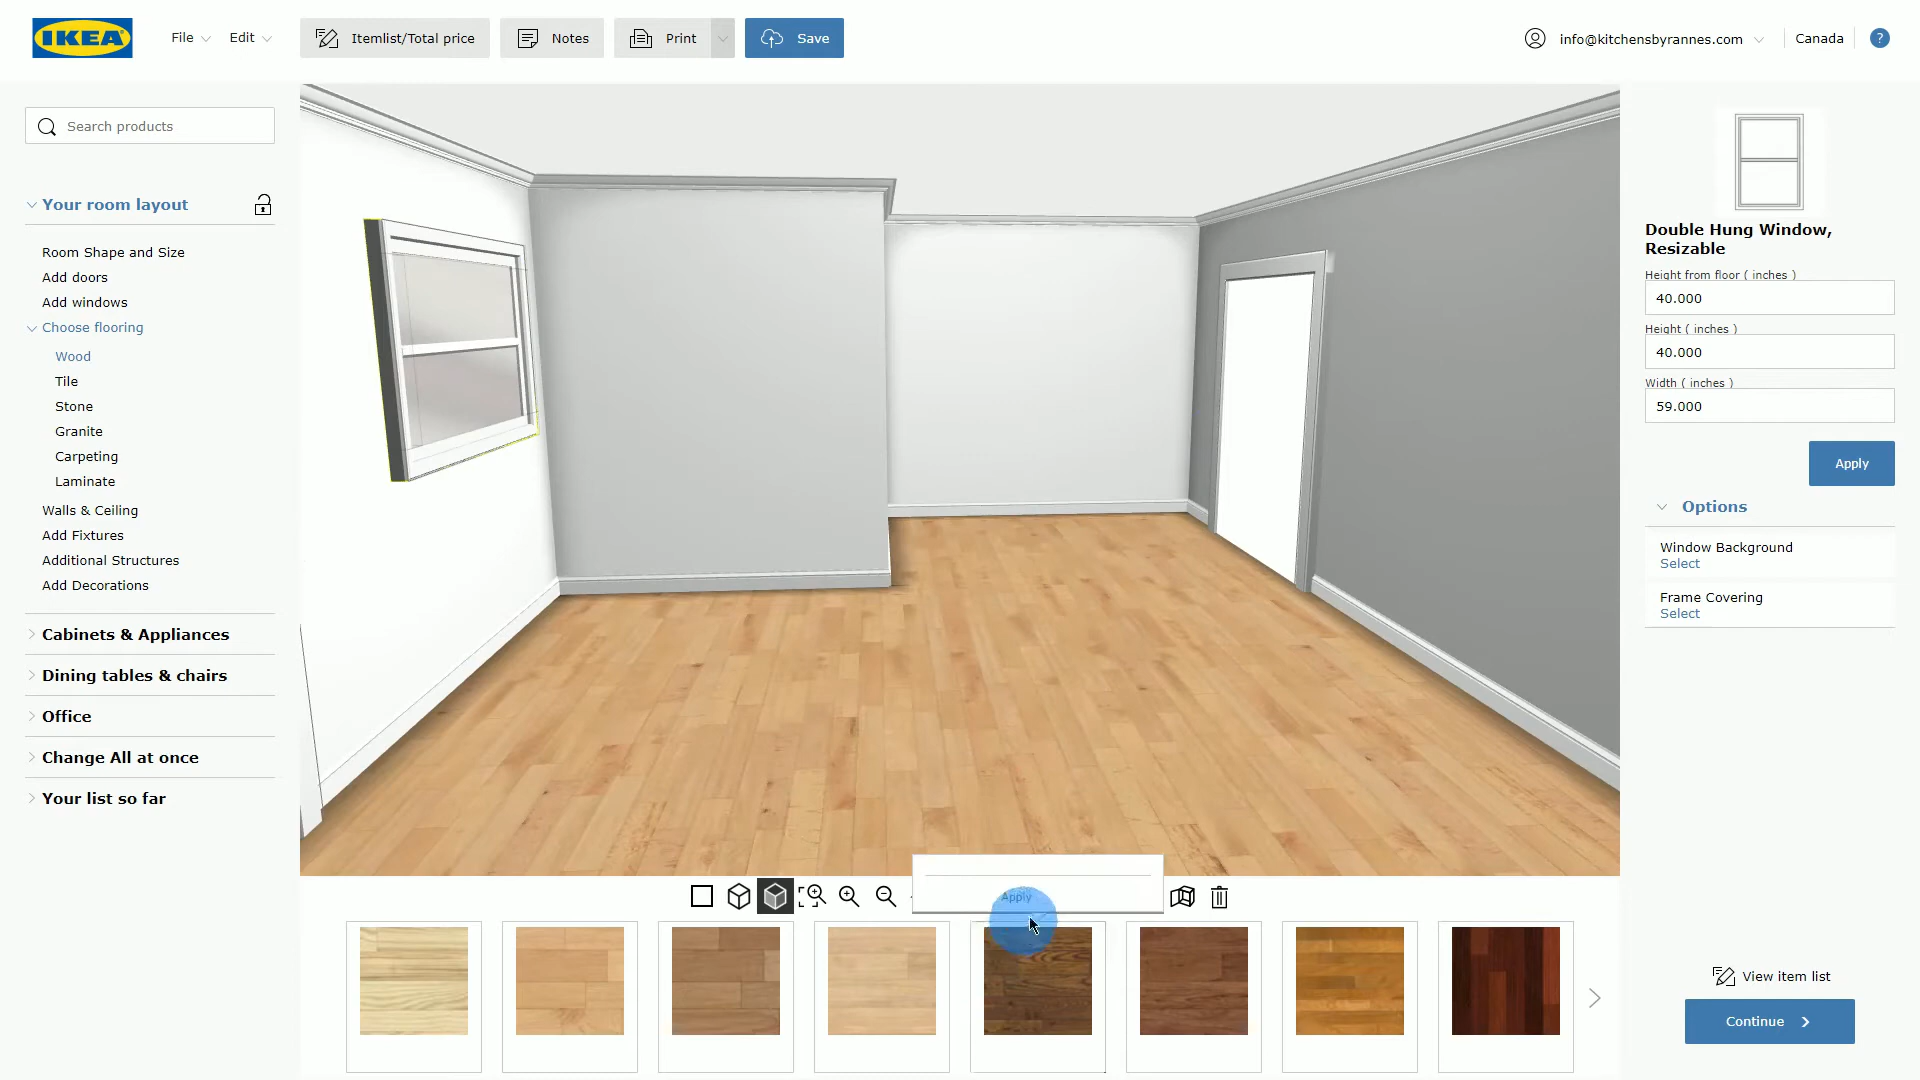 IKEA
File
Edit
Itemlist/Total price
Notes
Print
Save
info@kitchensbyrannes.com
Canada
?
Search products
Your room layout
Room Shape and Size
Add doors
Add windows
Choose flooring
Wood
Tile
Stone
Granite
Carpeting
Laminate
Walls & Ceiling
Add Fixtures
Additional Structures
Add Decorations
Cabinets & Appliances
Dining tables & chairs
Office
Change All at once
Your list so far
Apply
Double Hung Window,
Resizable
Height from floor ( inches )
40.000
Height ( inches )
40.000
Width ( inches )
59.000
Apply
Options
Window Background
Select
Frame Covering
Select
View item list
Continue